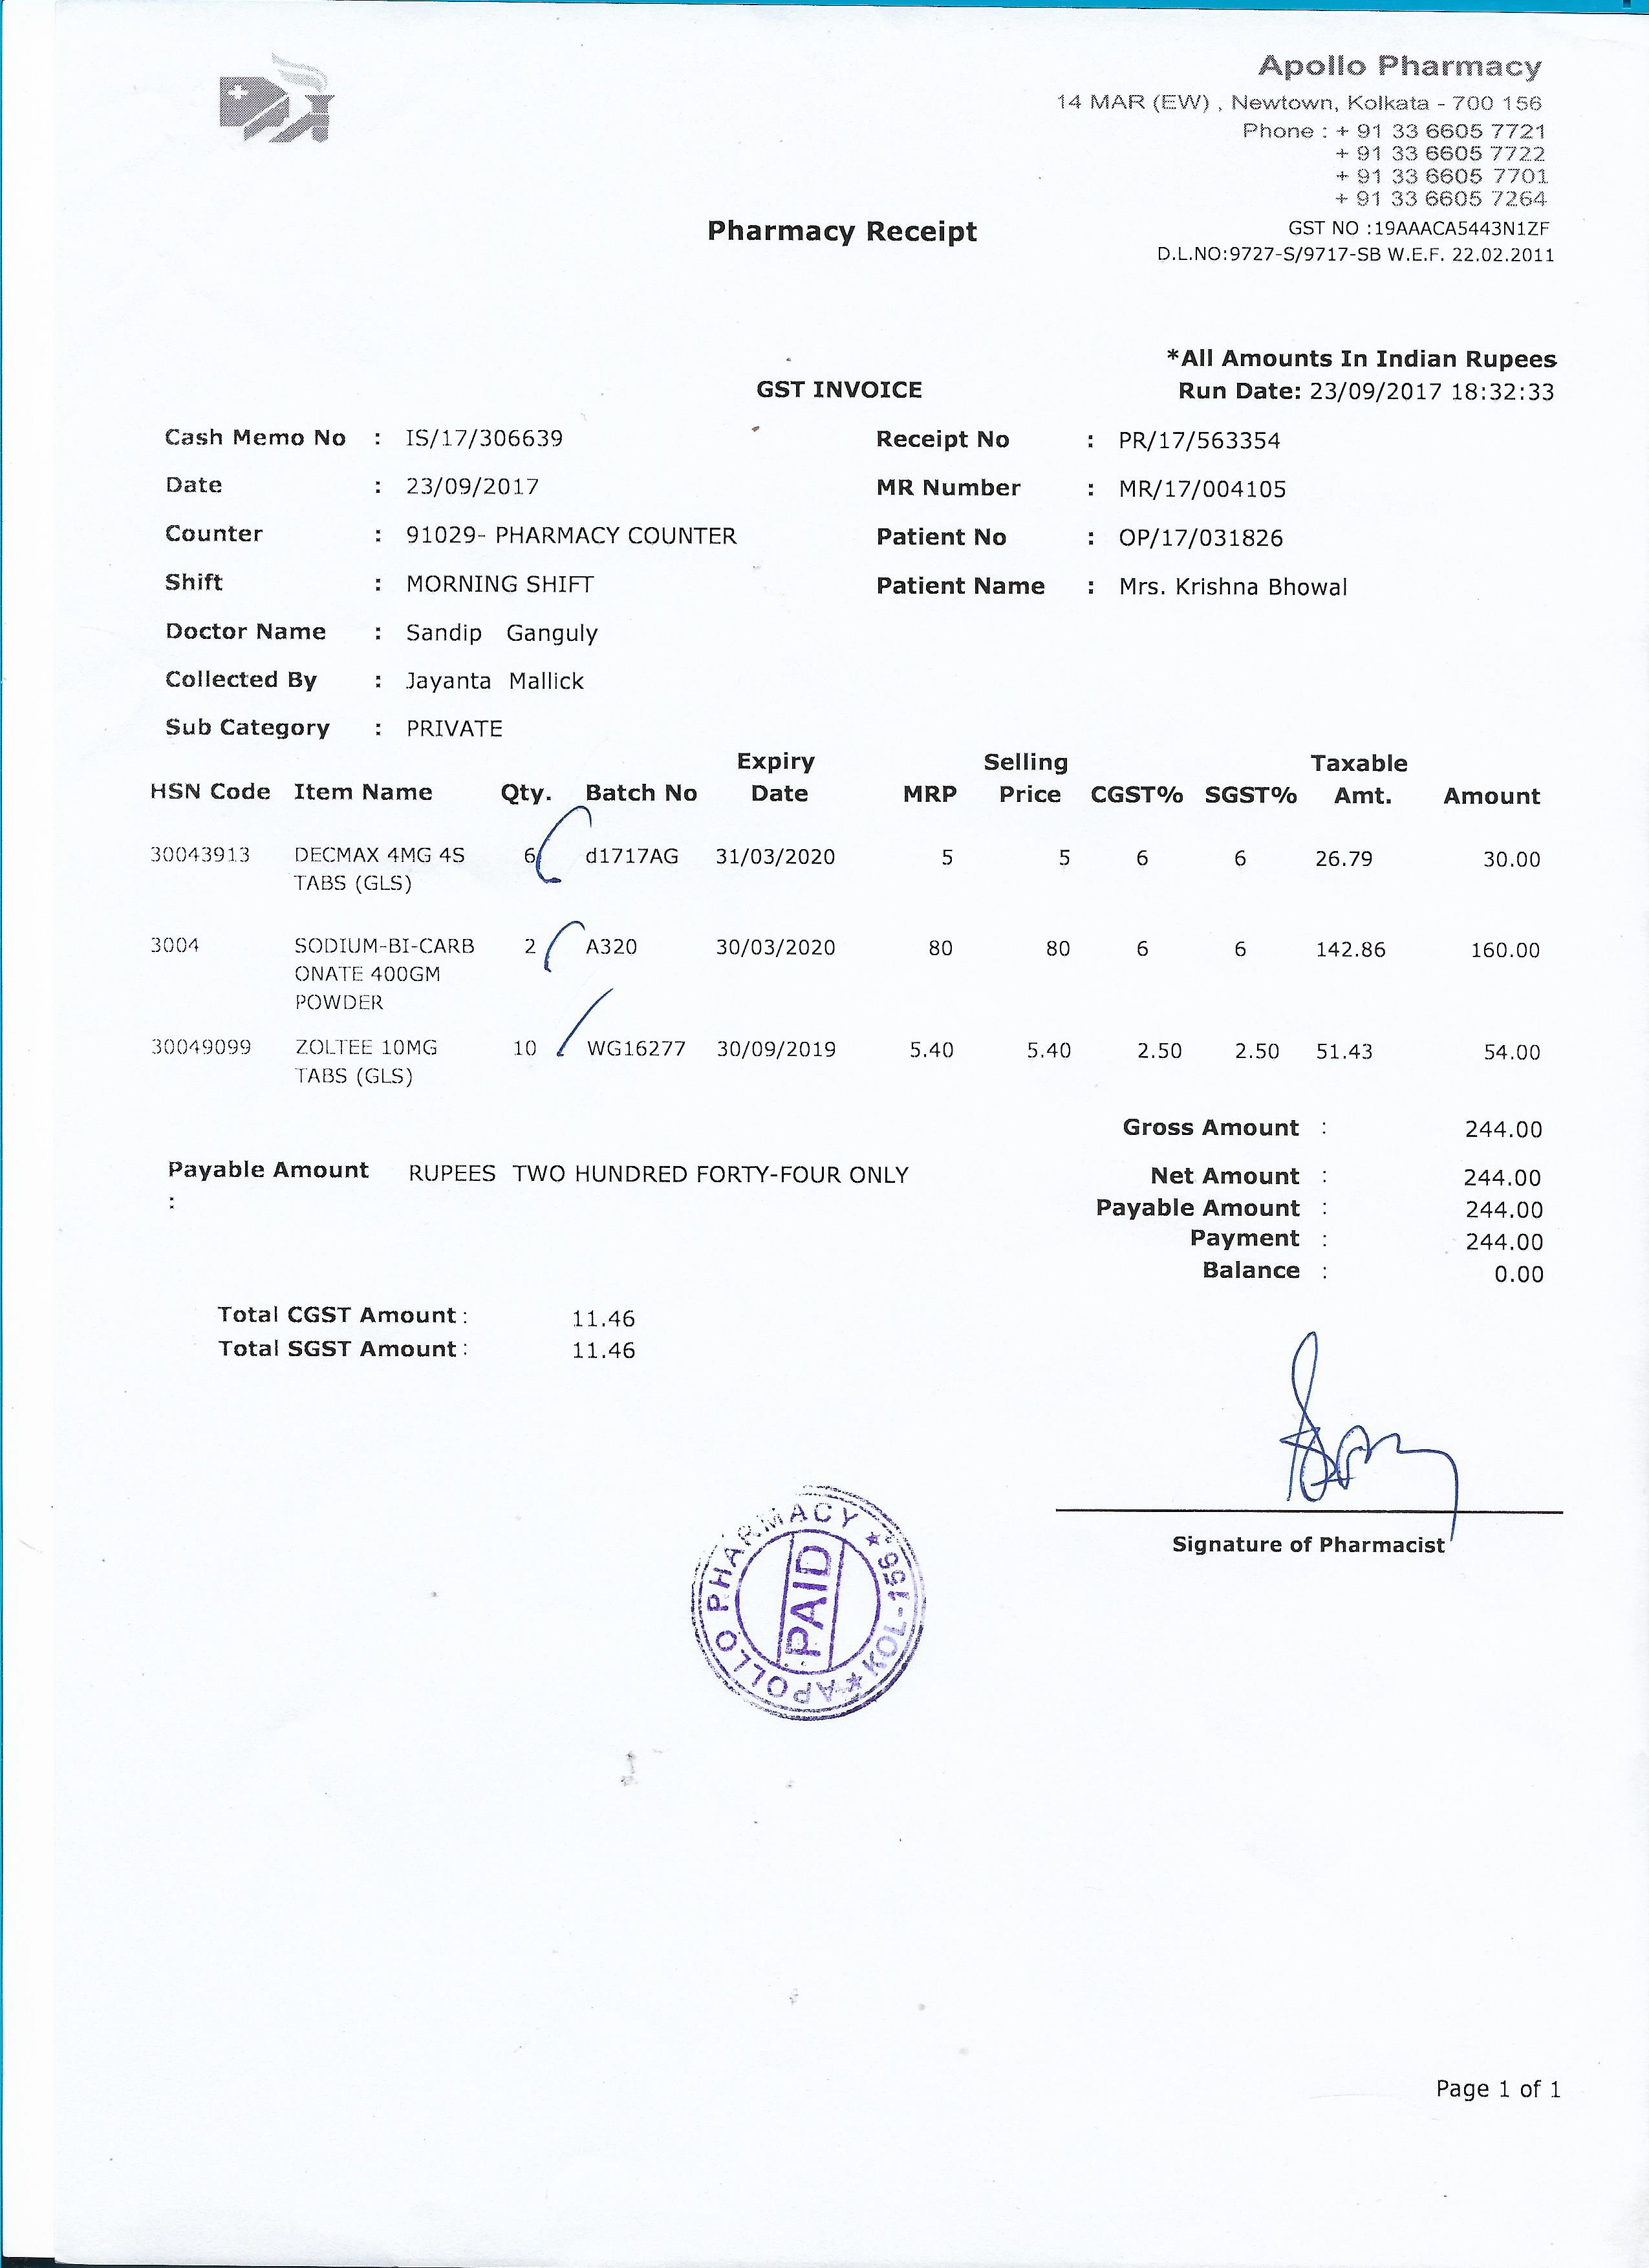 Apollo Pharmacy
14 MAR (EW) , Newtown, Kolkata - 700 156
Phone : + 91 33 6605 7721
+ 91 33 6605 7722
+ 91 33 6605 7701
+ 91 33 6605 7264
GST NO :19AAACA5443N1ZF
D.L.NO:9727-S/9717-SB W.E.F. 22.02.2011
Pharmacy Receipt
*All Amounts In Indian Rupees
GST INVOICE
Run Date: 23/09/2017 18:32:33
Cash Memo No : IS/17/306639 Receipt No : PR/17/563354
Date : 23/09/2017 MR Number : MR/17/004105
Counter : 91029- PHARMACY COUNTER Patient No : OP/17/031826
Shift : MORNING SHIFT Patient Name : Mrs. Krishna Bhowal
Doctor Name : Sandip Ganguly
Collected By : Jayanta Mallick
Sub Category : PRIVATE
Expiry Selling Taxable
HSN Code Item Name Qty. Batch No Date MRP Price CGST% SGST% Amt. Amount
30043913 DECMAX 4MG 4S 6 d1717AG 31/03/2020 5 5 6 6 26.79 30.00
TABS (GLS)
3004 SODIUM-BI-CARB 2 A320 30/03/2020 80 80 6 6 142.86 160.00
ONATE 400GM
POWDER
30049099 ZOLTEE 10MG 10 WG16277 30/09/2019 5.40 5.40 2.50 2.50 51.43 54.00
TABS (GLS)
Gross Amount : 244.00
Payable Amount RUPEES TWO HUNDRED FORTY-FOUR ONLY Net Amount : 244.00
: Payable Amount : 244.00
Payment : 244.00
Balance : 0.00
Total CGST Amount : 11.46
Total SGST Amount : 11.46
Signature of Pharmacist
APOLLO PHARMACY ★ KOL-156 ★
PAID
Page 1 of 1